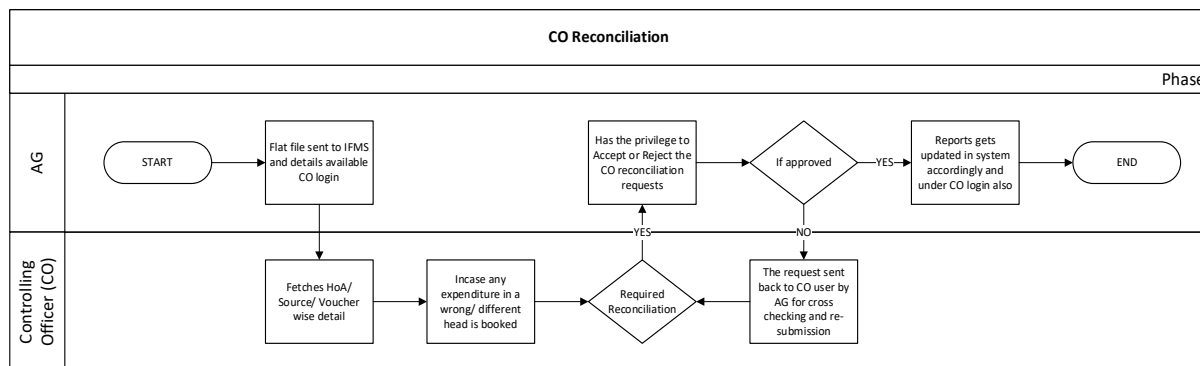 CO Reconciliation
Phase
AG
START
Flat file sent to IFMS
and details available
CO login
Has the privilege to
Accept or Reject the
CO reconciliation
requests
If approved
YES
Reports gets
updated in system
accordingly and
under CO login also
END
YES
NO
Controlling
Officer (CO)
Fetches HoA/
Source/ Voucher
wise detail
Incase any
expenditure in a
wrong/ different
head is booked
Required
Reconciliation
The request sent
back to CO user by
AG for cross
checking and re-
submission